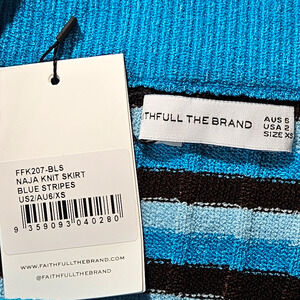 FFK207-BLS
NAJA KNIT SKIRT
BLUE STRIPES
US2/AU6/XS
9 359093 040280
WWW.FAITHFULLTHEBRAND.COM
@FAITHFULLTHEBRAND
THFULL THE BRAND
AUS 6
USA 2
SIZE XS